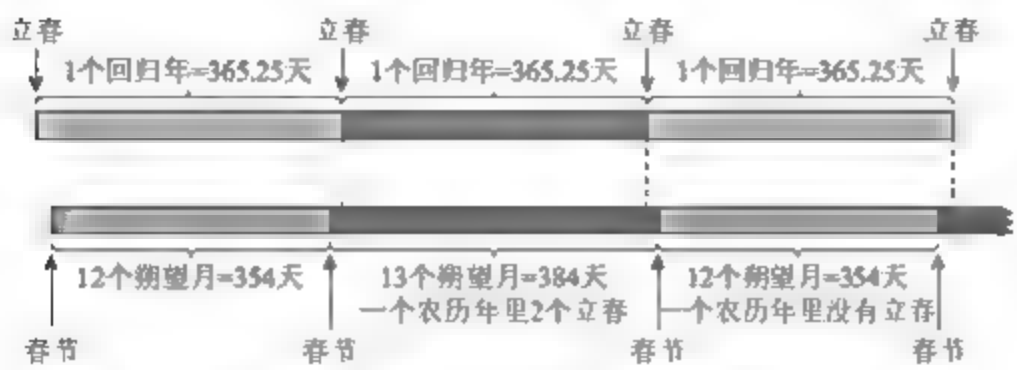 立春 立春 立春 立春
1个回归年=365.25天 1个回归年=365.25天 1个回归年=365.25天
12个朔望月=354天 13个朔望月=384天 12个朔望月=354天
一个农历年里2个立春 一个农历年里没有立春
春节 春节 春节 春节